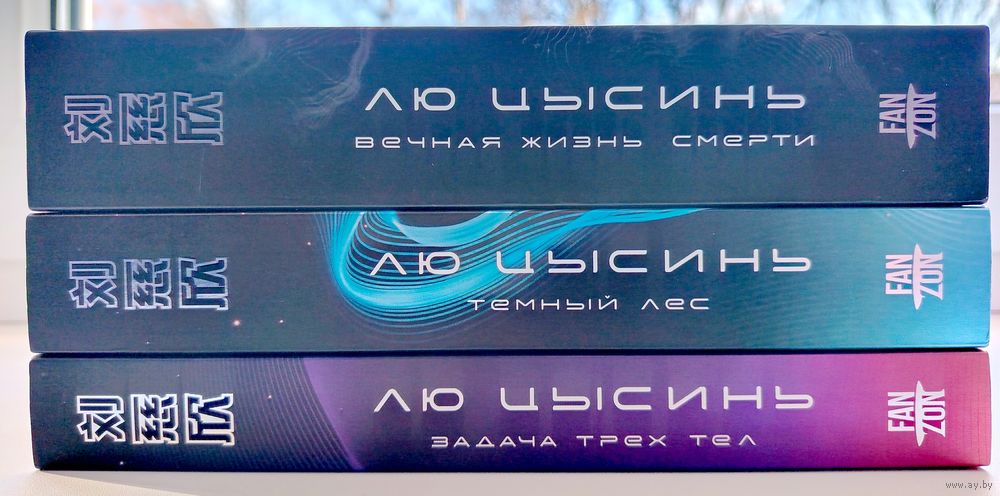 刘慈欣
ЛЮ ЦЫСИНЬ
ВЕЧНАЯ ЖИЗНЬ СМЕРТИ
FAN
ZON
刘慈欣
ЛЮ ЦЫСИНЬ
ТЕМНЫЙ ЛЕС
FAN
ZON
刘慈欣
ЛЮ ЦЫСИНЬ
ЗАДАЧА ТРЕХ ТЕЛ
FAN
ZON
www.ay.by